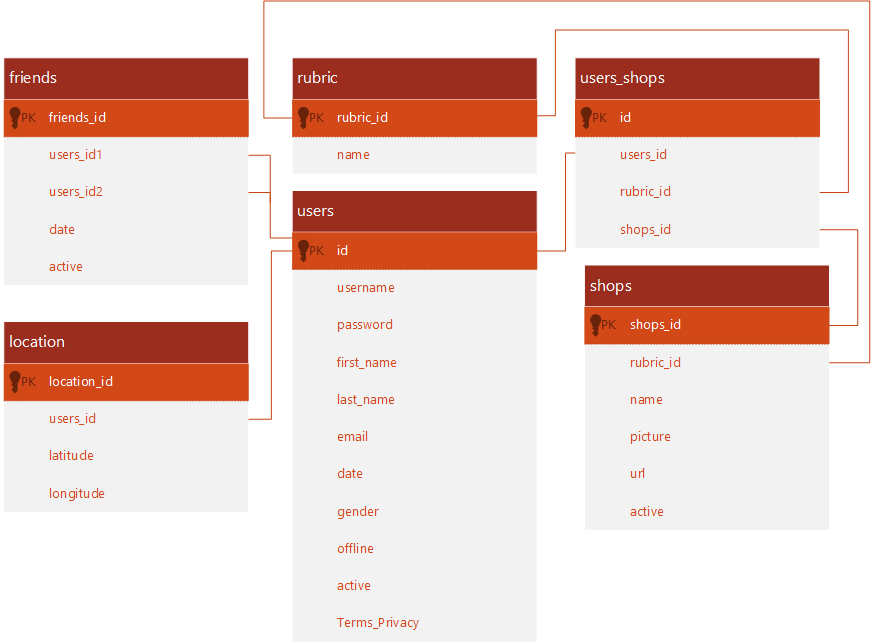 friends
PK friends_id
users_id1
users_id2
date
active
location
PK location_id
users_id
latitude
longitude
rubric
PK rubric_id
name
users
PK id
username
password
first_name
last_name
email
date
gender
offline
active
Terms_Privacy
users_shops
PK id
users_id
rubric_id
shops_id
shops
PK shops_id
rubric_id
name
picture
url
active